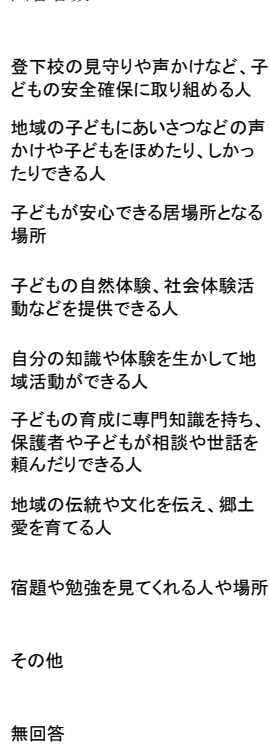 登下校の見守りや声かけなど、子
どもの安全確保に取り組める人
地域の子どもにあいさつなどの声
かけや子どもをほめたり、しかっ
たりできる人
子どもが安心できる居場所となる
場所
子どもの自然体験、社会体験活
動などを提供できる人
自分の知識や体験を生かして地
域活動ができる人
子どもの育成に専門知識を持ち、
保護者や子どもが相談や世話を
頼んだりできる人
地域の伝統や文化を伝え、郷土
愛を育てる人
宿題や勉強を見てくれる人や場所
その他
無回答